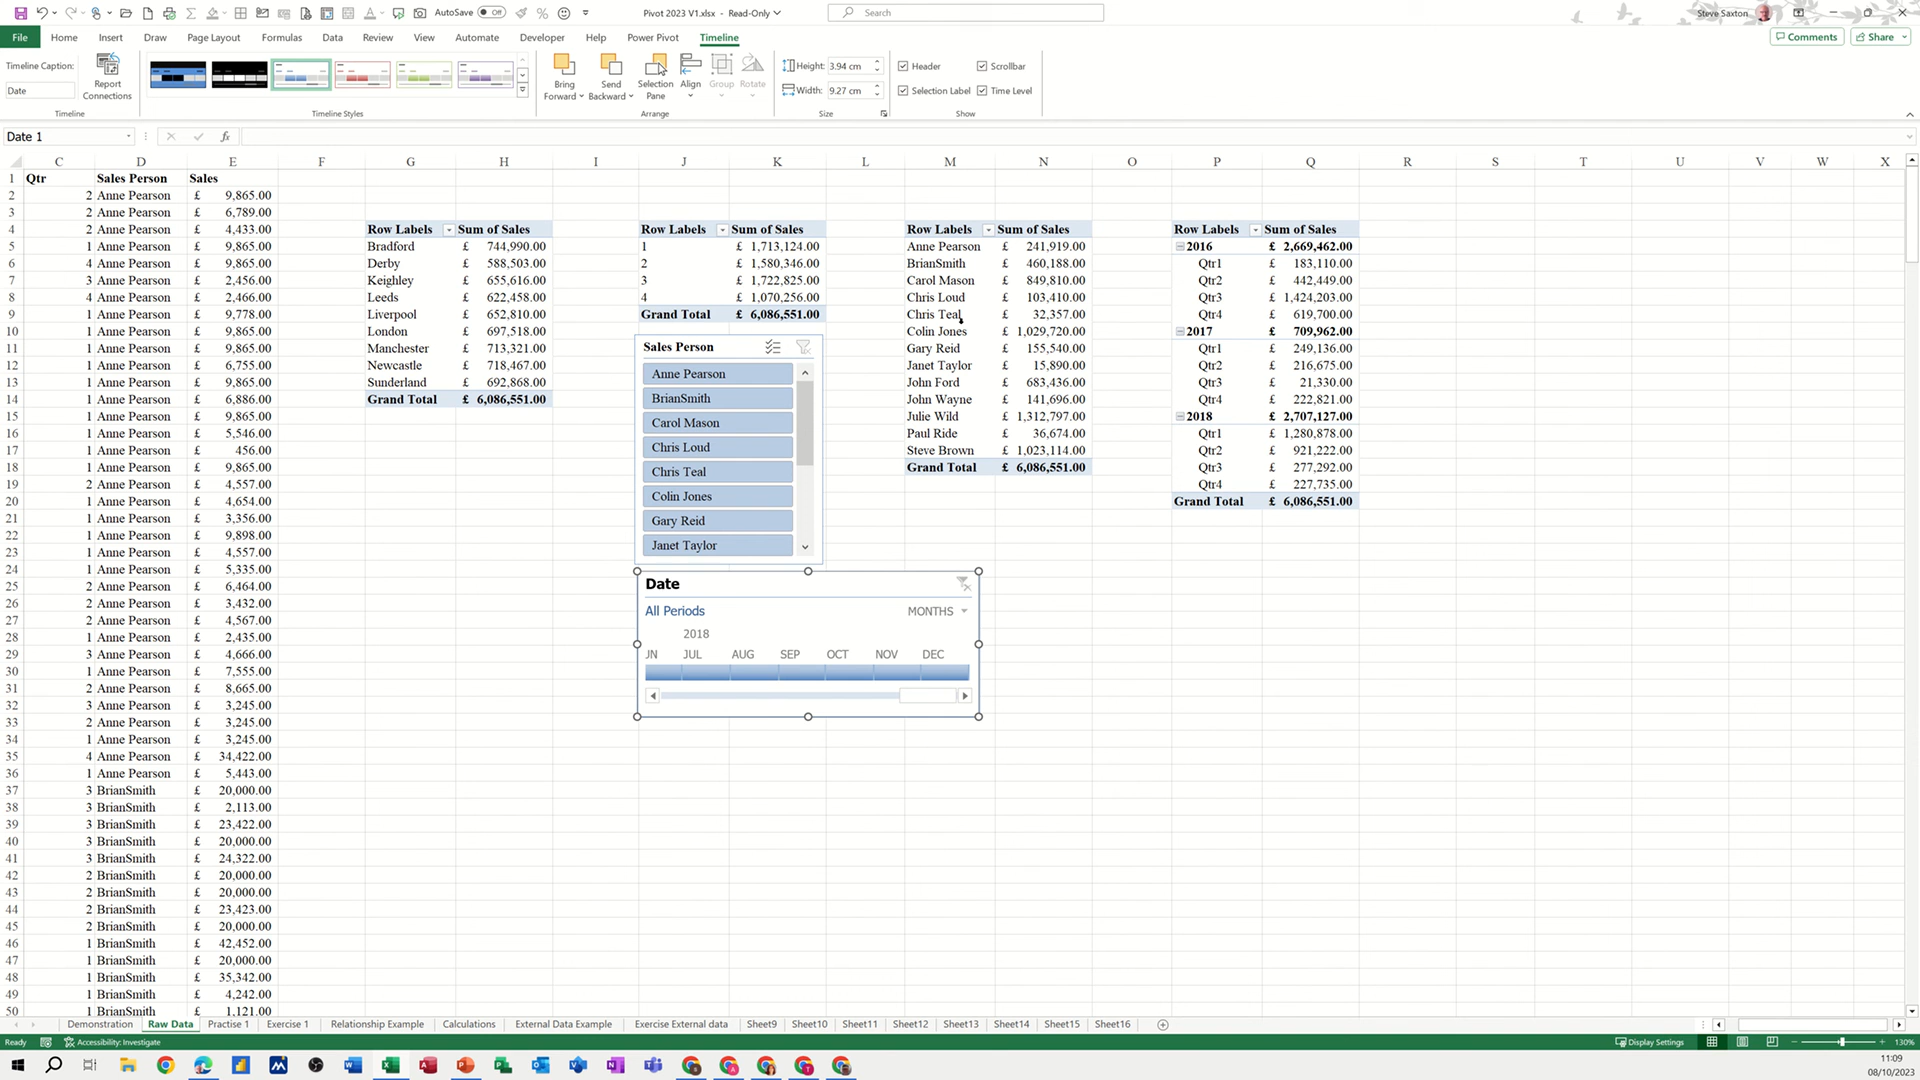 AutoSave Off Pivot 2023 V1.xlsx - Read-Only Search Steve Saxton
File Home Insert Draw Page Layout Formulas Data Review View Automate Developer Help Power Pivot Timeline Comments Share
Timeline Caption:
Date
Report Connections
Timeline
Timeline Styles
Bring Forward
Send Backward
Selection Pane
Align
Group
Rotate
Arrange
Height: 3.94 cm
Width: 9.27 cm
Size
Header Scrollbar
Selection Label Time Level
Show
Date 1 fx
C D E F G H I J K L M N O P Q R S T U V W X
1 Qtr Sales Person Sales
2 2 Anne Pearson £ 9,865.00
3 2 Anne Pearson £ 6,789.00
4 2 Anne Pearson £ 4,433.00 Row Labels Sum of Sales Row Labels Sum of Sales Row Labels Sum of Sales Row Labels Sum of Sales
5 1 Anne Pearson £ 9,865.00 Bradford £ 744,990.00 1 £ 1,713,124.00 Anne Pearson £ 241,919.00 2016 £ 2,669,462.00
6 4 Anne Pearson £ 9,865.00 Derby £ 588,503.00 2 £ 1,580,346.00 BrianSmith £ 460,188.00 Qtr1 £ 183,110.00
7 3 Anne Pearson £ 2,456.00 Keighley £ 655,616.00 3 £ 1,722,825.00 Carol Mason £ 849,810.00 Qtr2 £ 442,449.00
8 4 Anne Pearson £ 2,466.00 Leeds £ 622,458.00 4 £ 1,070,256.00 Chris Loud £ 103,410.00 Qtr3 £ 1,424,203.00
9 1 Anne Pearson £ 9,778.00 Liverpool £ 652,810.00 Grand Total £ 6,086,551.00 Chris Teal £ 32,357.00 Qtr4 £ 619,700.00
10 1 Anne Pearson £ 9,865.00 London £ 697,518.00 Colin Jones £ 1,029,720.00 2017 £ 709,962.00
11 1 Anne Pearson £ 9,865.00 Manchester £ 713,321.00 Sales Person Gary Reid £ 155,540.00 Qtr1 £ 249,136.00
12 1 Anne Pearson £ 6,755.00 Newcastle £ 718,467.00 Anne Pearson Janet Taylor £ 15,890.00 Qtr2 £ 216,675.00
13 1 Anne Pearson £ 9,865.00 Sunderland £ 692,868.00 John Ford £ 683,436.00 Qtr3 £ 21,330.00
14 1 Anne Pearson £ 6,886.00 Grand Total £ 6,086,551.00 BrianSmith John Wayne £ 141,696.00 Qtr4 £ 222,821.00
15 1 Anne Pearson £ 9,865.00 Carol Mason Julie Wild £ 1,312,797.00 2018 £ 2,707,127.00
16 1 Anne Pearson £ 5,546.00 Paul Ride £ 36,674.00 Qtr1 £ 1,280,878.00
17 1 Anne Pearson £ 456.00 Chris Loud Steve Brown £ 1,023,114.00 Qtr2 £ 921,222.00
18 1 Anne Pearson £ 9,865.00 Chris Teal Grand Total £ 6,086,551.00 Qtr3 £ 277,292.00
19 2 Anne Pearson £ 4,557.00 Qtr4 £ 227,735.00
20 1 Anne Pearson £ 4,654.00 Colin Jones Grand Total £ 6,086,551.00
21 1 Anne Pearson £ 3,356.00 Gary Reid
22 1 Anne Pearson £ 9,898.00
23 1 Anne Pearson £ 4,557.00 Janet Taylor
24 1 Anne Pearson £ 5,335.00
25 2 Anne Pearson £ 6,464.00 Date
26 2 Anne Pearson £ 3,432.00
27 2 Anne Pearson £ 4,567.00 All Periods MONTHS
28 1 Anne Pearson £ 2,435.00 2018
29 3 Anne Pearson £ 4,666.00 JN JUL AUG SEP OCT NOV DEC
30 1 Anne Pearson £ 7,555.00
31 2 Anne Pearson £ 8,665.00
32 3 Anne Pearson £ 3,245.00
33 2 Anne Pearson £ 3,245.00
34 1 Anne Pearson £ 3,245.00
35 4 Anne Pearson £ 34,422.00
36 1 Anne Pearson £ 5,443.00
37 3 BrianSmith £ 20,000.00
38 3 BrianSmith £ 2,113.00
39 3 BrianSmith £ 23,422.00
40 3 BrianSmith £ 20,000.00
41 3 BrianSmith £ 24,322.00
42 2 BrianSmith £ 20,000.00
43 2 BrianSmith £ 20,000.00
44 2 BrianSmith £ 23,423.00
45 2 BrianSmith £ 20,000.00
46 1 BrianSmith £ 42,452.00
47 1 BrianSmith £ 20,000.00
48 1 BrianSmith £ 35,342.00
49 1 BrianSmith £ 4,242.00
50 1 BrianSmith £ 1,121.00
Demonstration Raw Data Practise 1 Exercise 1 Relationship Example Calculations External Data Example Exercise External data Sheet9 Sheet10 Sheet11 Sheet12 Sheet13 Sheet14 Sheet15 Sheet16
Ready Accessibility: Investigate Display Settings 130%
11:09
08/10/2023